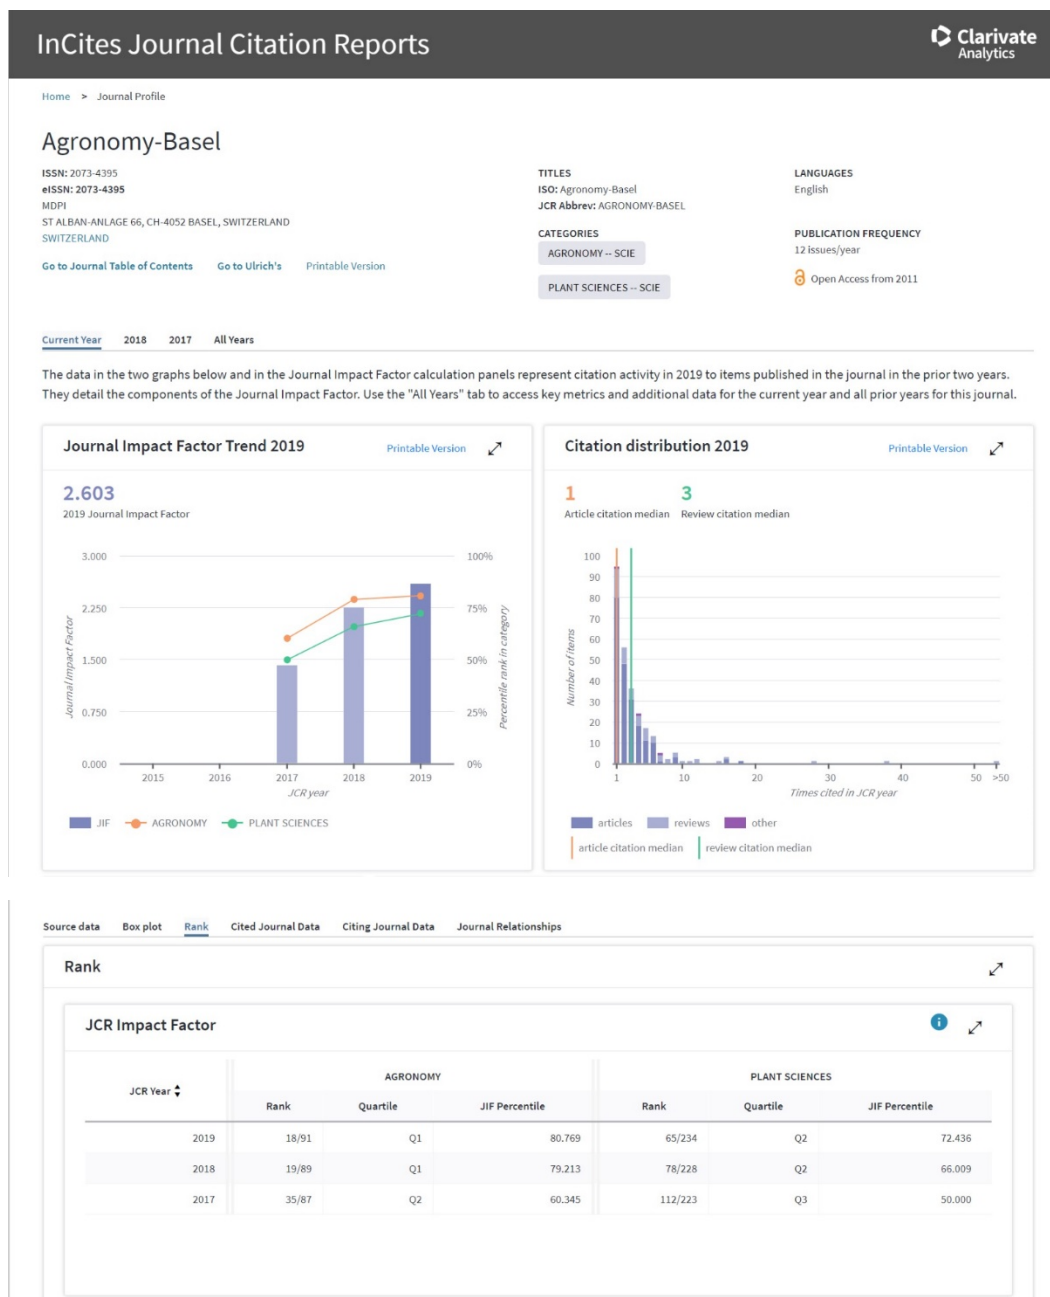 InCites Journal Citation Reports
Clarivate
Analytics
Home > Journal Profile
Agronomy-Basel
ISSN: 2073-4395
eISSN: 2073-4395
MDPI
ST ALBAN-ANLAGE 66, CH-4052 BASEL, SWITZERLAND
SWITZERLAND
Go to Journal Table of Contents Go to Ulrich's Printable Version
TITLES
ISO: Agronomy-Basel
JCR Abbrev: AGRONOMY-BASEL
CATEGORIES
AGRONOMY -- SCIE
PLANT SCIENCES -- SCIE
LANGUAGES
English
PUBLICATION FREQUENCY
12 issues/year
Open Access from 2011
Current Year 2018 2017 All Years
The data in the two graphs below and in the Journal Impact Factor calculation panels represent citation activity in 2019 to items published in the journal in the prior two years.
They detail the components of the Journal Impact Factor. Use the "All Years" tab to access key metrics and additional data for the current year and all prior years for this journal.
Journal Impact Factor Trend 2019 Printable Version
2.603
2019 Journal Impact Factor
3.000 100%
2.250 75%
1.500 50%
0.750 25%
0.000 0%
Journal Impact Factor
Percentile rank in category
2015 2016 2017 2018 2019
JCR year
JIF AGRONOMY PLANT SCIENCES
Citation distribution 2019 Printable Version
1 3
Article citation median Review citation median
100
90
80
70
60
50
40
30
20
10
0
Number of items
1 10 20 30 40 50 >50
Times cited in JCR year
articles reviews other
article citation median review citation median
Source data Box plot Rank Cited Journal Data Citing Journal Data Journal Relationships
Rank
JCR Impact Factor
i
JCR Year AGRONOMY PLANT SCIENCES
Rank Quartile JIF Percentile Rank Quartile JIF Percentile
2019 18/91 Q1 80.769 65/234 Q2 72.436
2018 19/89 Q1 79.213 78/228 Q2 66.009
2017 35/87 Q2 60.345 112/223 Q3 50.000